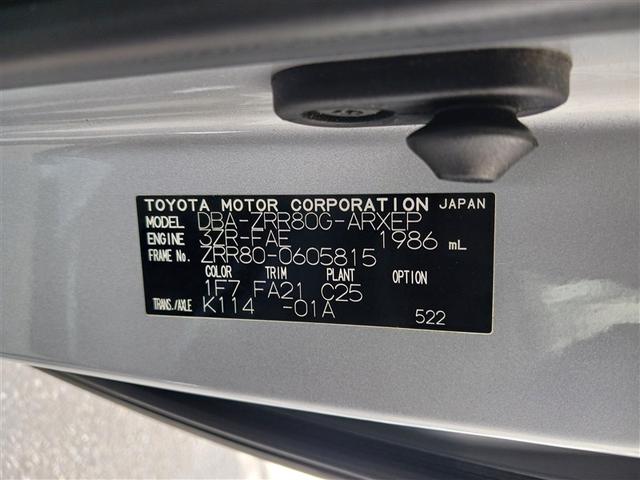 TOYOTA MOTOR CORPORATION JAPAN
MODEL DBA-ZRR80G-ARXEP
ENGINE 3ZR-FAE 1986 mL
FRAME No. ZRR80-0605815
COLOR TRIM PLANT OPTION
1F7 FA21 C25
TRANS./AXLE K114 -01A
522